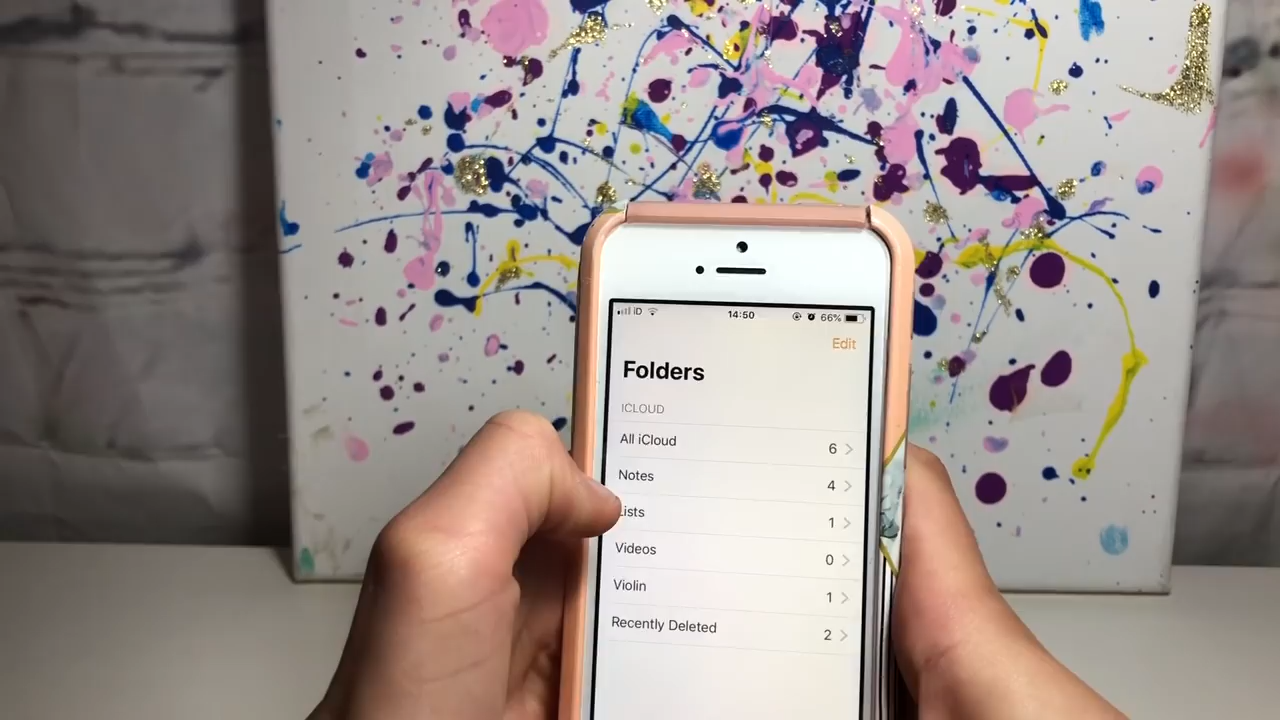 iD 14:50 66%
Edit
Folders
ICLOUD
All iCloud 6
Notes 4
Lists 1
Videos 0
Violin 1
Recently Deleted 2